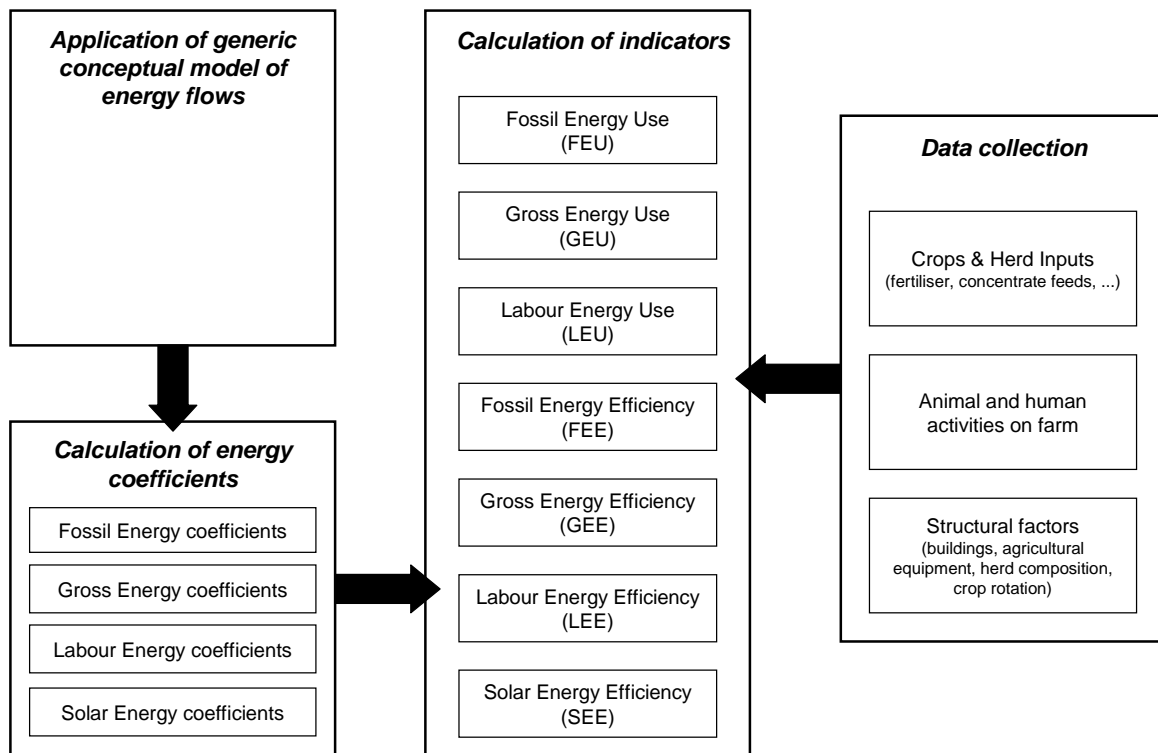 Application of generic
conceptual model of
energy flows
Calculation of energy
coefficients
Fossil Energy coefficients
Gross Energy coefficients
Labour Energy coefficients
Solar Energy coefficients
Calculation of indicators
Fossil Energy Use
(FEU)
Gross Energy Use
(GEU)
Labour Energy Use
(LEU)
Fossil Energy Efficiency
(FEE)
Gross Energy Efficiency
(GEE)
Labour Energy Efficiency
(LEE)
Solar Energy Efficiency
(SEE)
Data collection
Crops & Herd Inputs
(fertiliser, concentrate feeds, ...)
Animal and human
activities on farm
Structural factors
(buildings, agricultural
equipment, herd composition,
crop rotation)